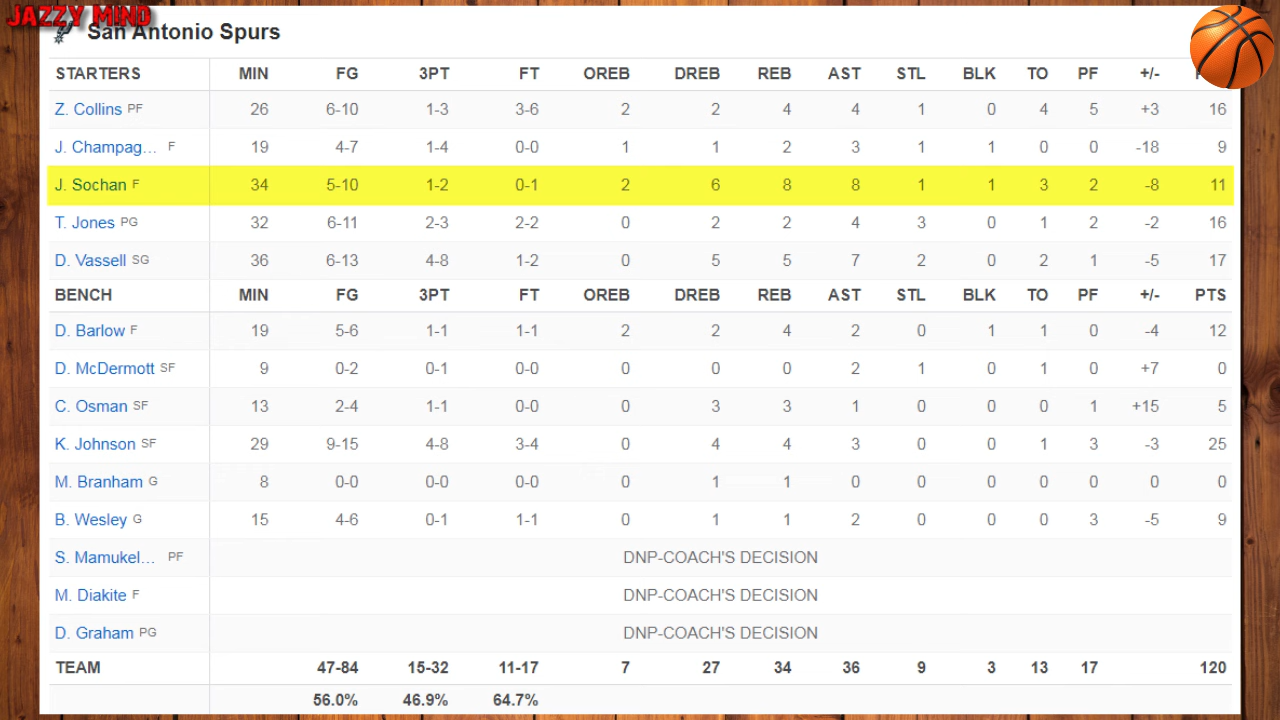 JAZZY MIND
San Antonio Spurs
STARTERS MIN FG 3PT FT OREB DREB REB AST STL BLK TO PF +/-
Z. Collins PF 26 6-10 1-3 3-6 2 2 4 4 1 0 4 5 +3 16
J. Champag... F 19 4-7 1-4 0-0 1 1 2 3 1 1 0 0 -18 9
J. Sochan F 34 5-10 1-2 0-1 2 6 8 8 1 1 3 2 -8 11
T. Jones PG 32 6-11 2-3 2-2 0 2 2 4 3 0 1 2 -2 16
D. Vassell SG 36 6-13 4-8 1-2 0 5 5 7 2 0 2 1 -5 17
BENCH MIN FG 3PT FT OREB DREB REB AST STL BLK TO PF +/- PTS
D. Barlow F 19 5-6 1-1 1-1 2 2 4 2 0 1 1 0 -4 12
D. McDermott SF 9 0-2 0-1 0-0 0 0 0 2 1 0 1 0 +7 0
C. Osman SF 13 2-4 1-1 0-0 0 3 3 1 0 0 0 1 +15 5
K. Johnson SF 29 9-15 4-8 3-4 0 4 4 3 0 0 1 3 -3 25
M. Branham G 8 0-0 0-0 0-0 0 1 1 0 0 0 0 0 0 0
B. Wesley G 15 4-6 0-1 1-1 0 1 1 2 0 0 0 3 -5 9
S. Mamukel... PF DNP-COACH'S DECISION
M. Diakite F DNP-COACH'S DECISION
D. Graham PG DNP-COACH'S DECISION
TEAM 47-84 15-32 11-17 7 27 34 36 9 3 13 17 120
56.0% 46.9% 64.7%